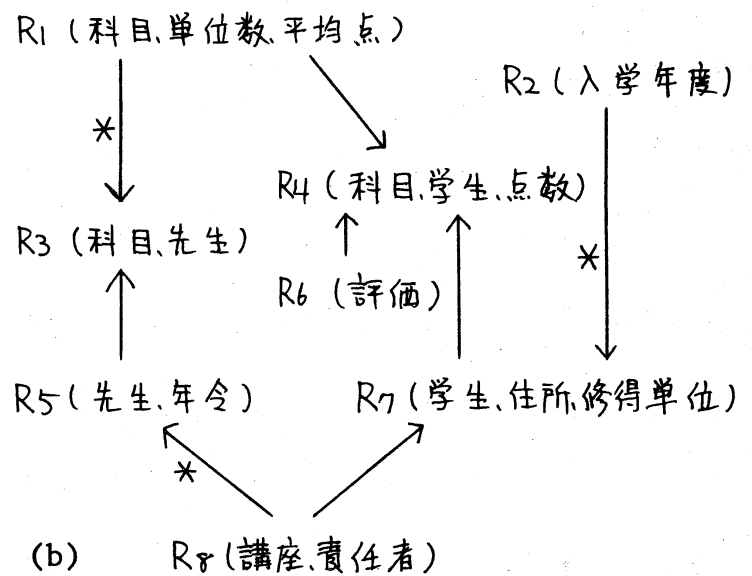 R1 (科目、単位数、平均点)
R2 (入学年度)
*
R4 (科目、学生、点数)
R3 (科目、先生)
*
R6 (評価)
R5 (先生、年令)
R7 (学生、住所、修得単位)
*
(b) R8 (講座、責任者)